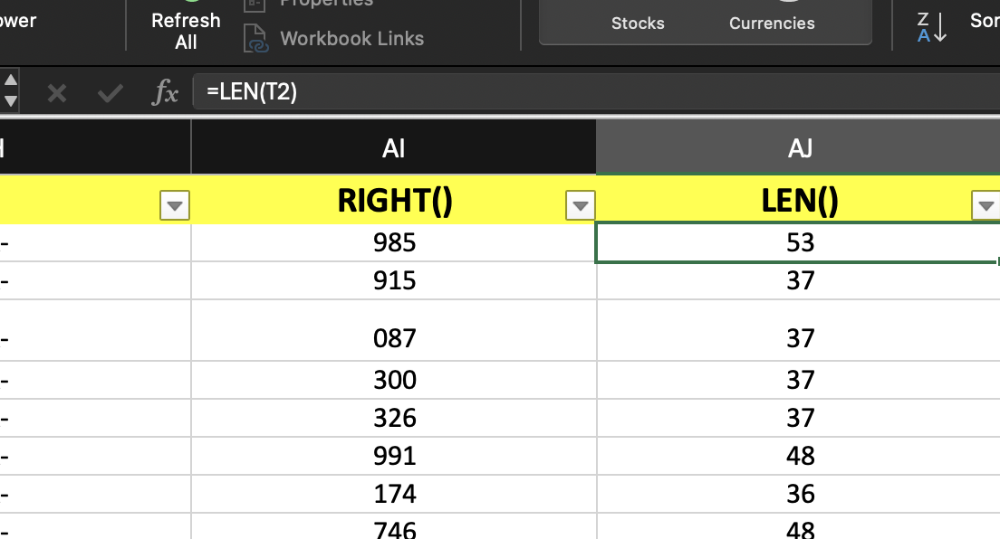 ower
Refresh
All
Properties
Workbook Links
Stocks
Currencies
Z
A
fx
=LEN(T2)
H
AI
AJ
RIGHT()
LEN()
- 985 53
- 915 37
- 087 37
- 300 37
- 326 37
- 991 48
- 174 36
- 746 48